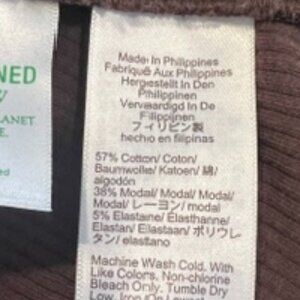 NED
PLANET
E.
Made In Philippines
Fabriqué Aux Philippines
Hergestellt In Den
Philippinen
Vervaardigd In De
Filippijnen
フィリピン製
hecho en filipinas
57% Cotton/ Coton/
Baumwolle/ Katoen/ 綿/
algodón
38% Modal/ Modal/ Modal/
Modal/ レーヨン/ modal
5% Elastane/ Elasthanne/
Elastan/ Elastaan/ ポリウレ
タン/ elastano
Machine Wash Cold. With
Like Colors. Non-chlorine
Bleach Only. Tumble Dry
Low. Iron